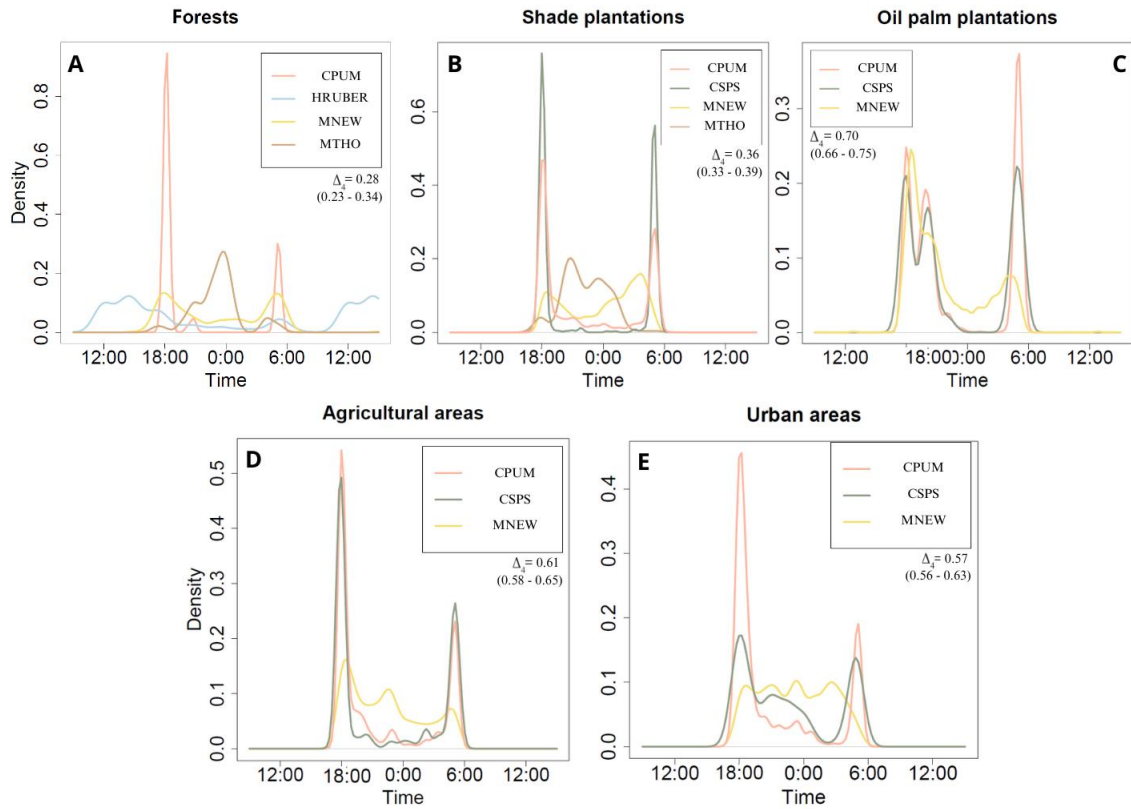 Forests
Shade plantations
Oil palm plantations
A
CPUM
HRUBER
MNEW
MTHO
Δ4= 0.28
(0.23 - 0.34)
Density
0.8
0.6
0.4
0.2
0.0
12:00 18:00 0:00 6:00 12:00
Time
B
CPUM
CSPS
MNEW
MTHO
Δ4= 0.36
(0.33 - 0.39)
0.6
0.4
0.2
0.0
12:00 18:00 0:00 6:00 12:00
Time
C
CPUM
CSPS
MNEW
Δ4= 0.70
(0.66 - 0.75)
0.3
0.2
0.1
0.0
12:00 18:00 0:00 6:00 12:00
Time
Agricultural areas
Urban areas
D
CPUM
CSPS
MNEW
Δ4= 0.61
(0.58 - 0.65)
Density
0.5
0.4
0.3
0.2
0.1
0.0
12:00 18:00 0:00 6:00 12:00
Time
E
CPUM
CSPS
MNEW
Δ4= 0.57
(0.56 - 0.63)
0.4
0.3
0.2
0.1
0.0
12:00 18:00 0:00 6:00 12:00
Time